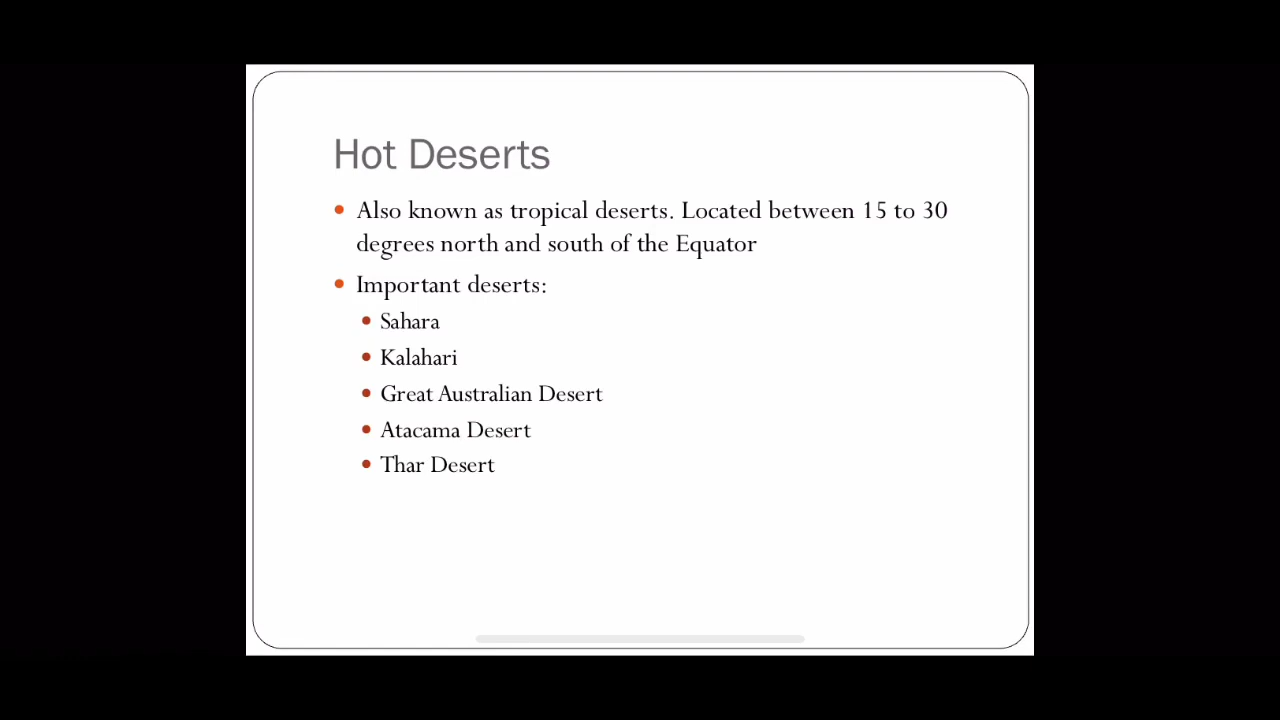 Hot Deserts
• Also known as tropical deserts. Located between 15 to 30
degrees north and south of the Equator
• Important deserts:
• Sahara
• Kalahari
• Great Australian Desert
• Atacama Desert
• Thar Desert